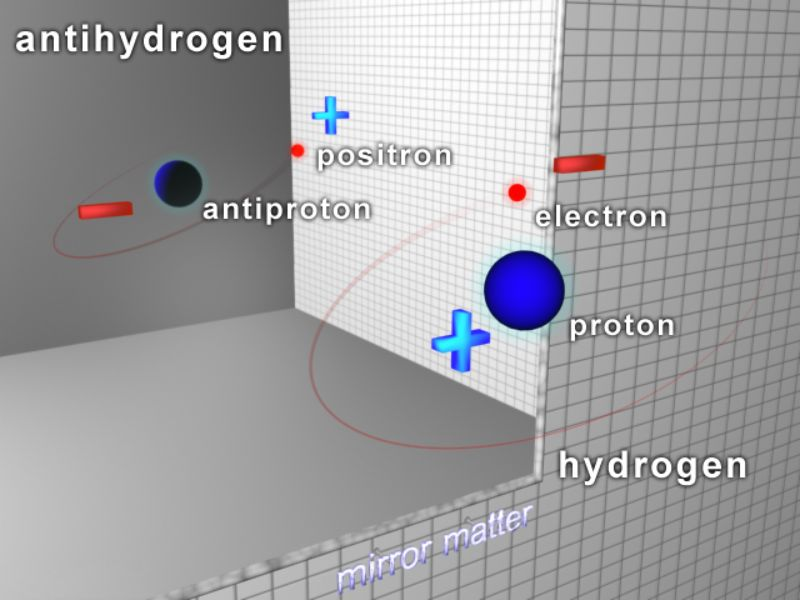 antihydrogen
positron
antiproton
electron
proton
hydrogen
mirror matter